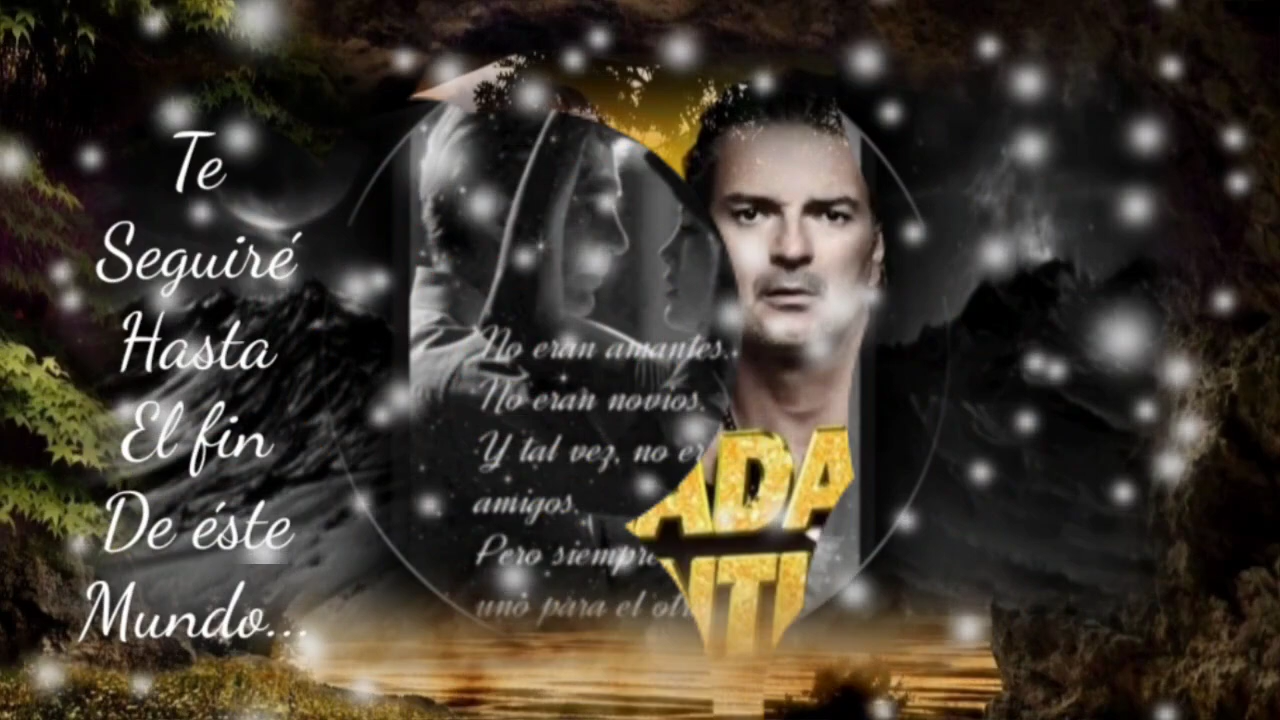 Te
Seguiré
Hasta
El fin
De éste
Mundo...
No eran amantes..
No eran novios.
Y tal vez, no
amigos.
Pero siempre
uno para el
ADA